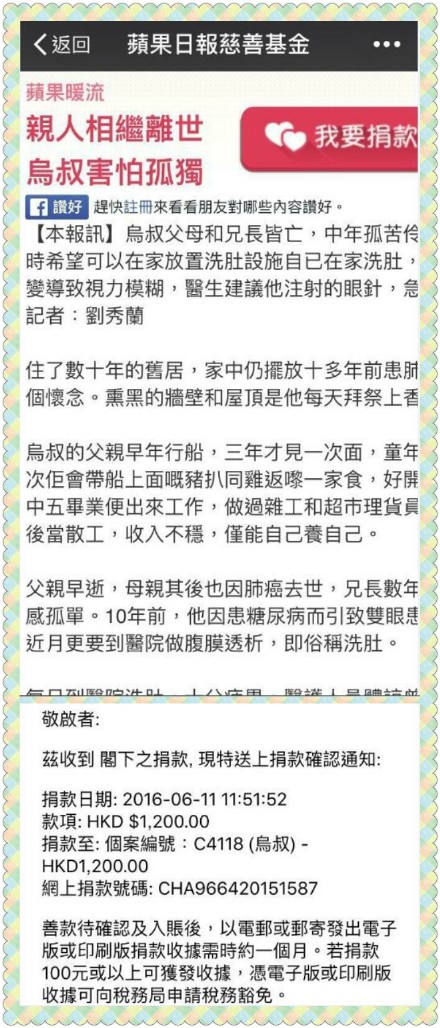 返回 蘋果日報慈善基金
蘋果暖流
親人相繼離世
烏叔害怕孤獨
我要捐款
讚好 趕快註冊來看看朋友對哪些內容讚好。
【本報訊】烏叔父母和兄長皆亡，中年孤苦伶
時希望可以在家放置洗肚設施自己在家洗肚，
變導致視力模糊，醫生建議他注射的眼針，急
記者：劉秀蘭
住了數十年的舊居，家中仍擺放十多年前患肺
個懷念。熏黑的牆壁和屋頂是他每天拜祭上香
烏叔的父親早年行船，三年才見一次面，童年
次佢會帶船上面嘅豬扒同雞返嚟一家食，好開
中五畢業便出來工作，做過雜工和超市理貨員
後當散工，收入不穩，僅能自己養自己。
父親早逝，母親其後也因肺癌去世，兄長數年
感孤單。10年前，他因患糖尿病而引致雙眼患
近月更要到醫院做腹膜透析，即俗稱洗肚。
敬啟者:
茲收到 閣下之捐款, 現特送上捐款確認通知:
捐款日期: 2016-06-11 11:51:52
款項: HKD $1,200.00
捐款至: 個案編號：C4118 (烏叔) -
HKD1,200.00
網上捐款號碼: CHA966420151587
善款待確認及入賬後，以電郵或郵寄發出電子
版或印刷版捐款收據需時約一個月。若捐款
100元或以上可獲發收據，憑電子版或印刷版
收據可向稅務局申請稅務豁免。